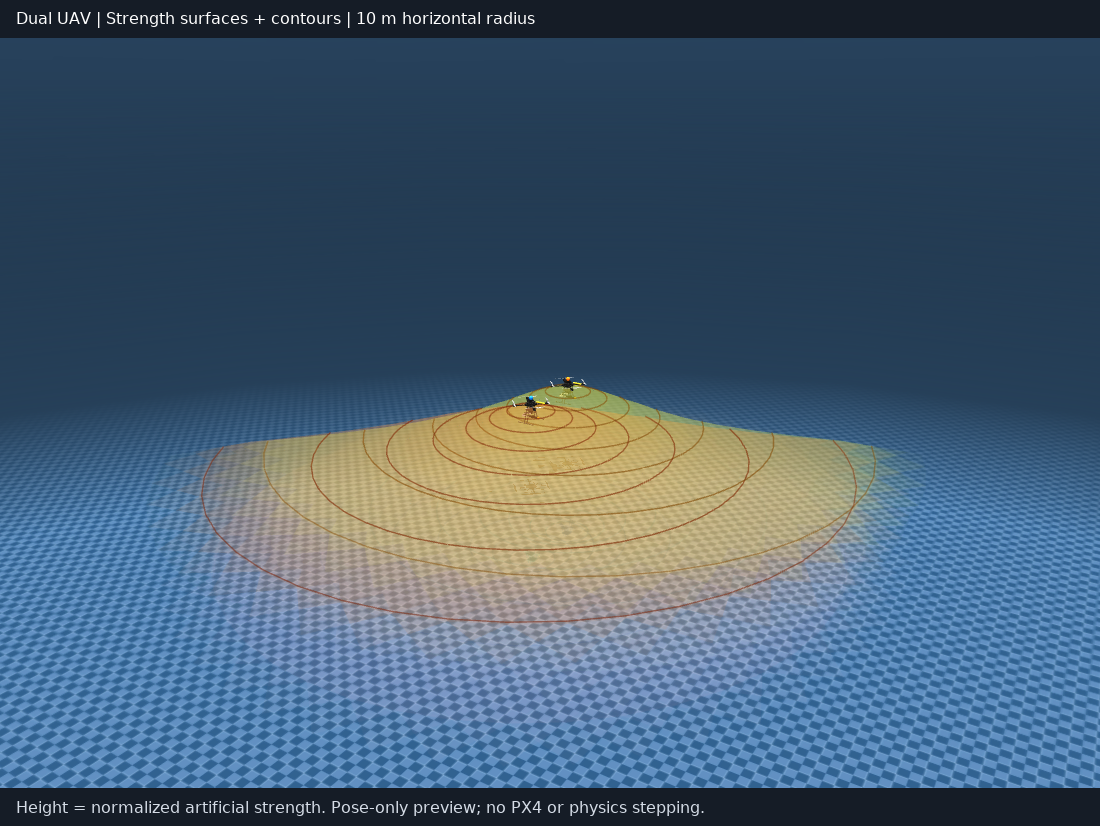 Dual UAV | Strength surfaces + contours | 10 m horizontal radius
Height = normalized artificial strength. Pose-only preview; no PX4 or physics stepping.